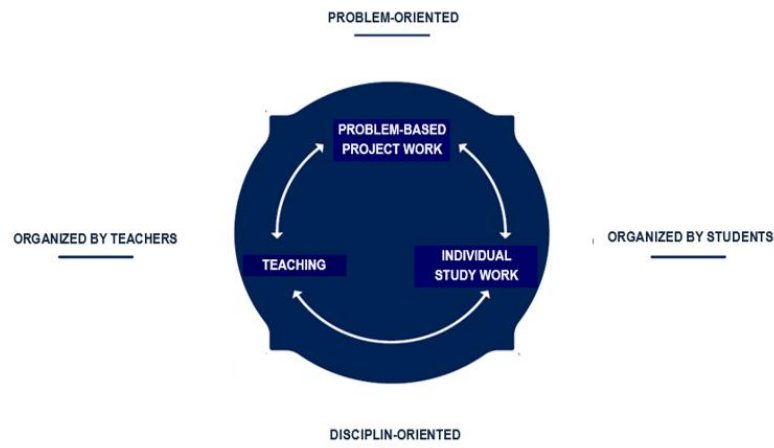 PROBLEM-ORIENTED
PROBLEM-BASED
PROJECT WORK
ORGANIZED BY TEACHERS
ORGANIZED BY STUDENTS
TEACHING
INDIVIDUAL
STUDY WORK
DISCIPLIN-ORIENTED